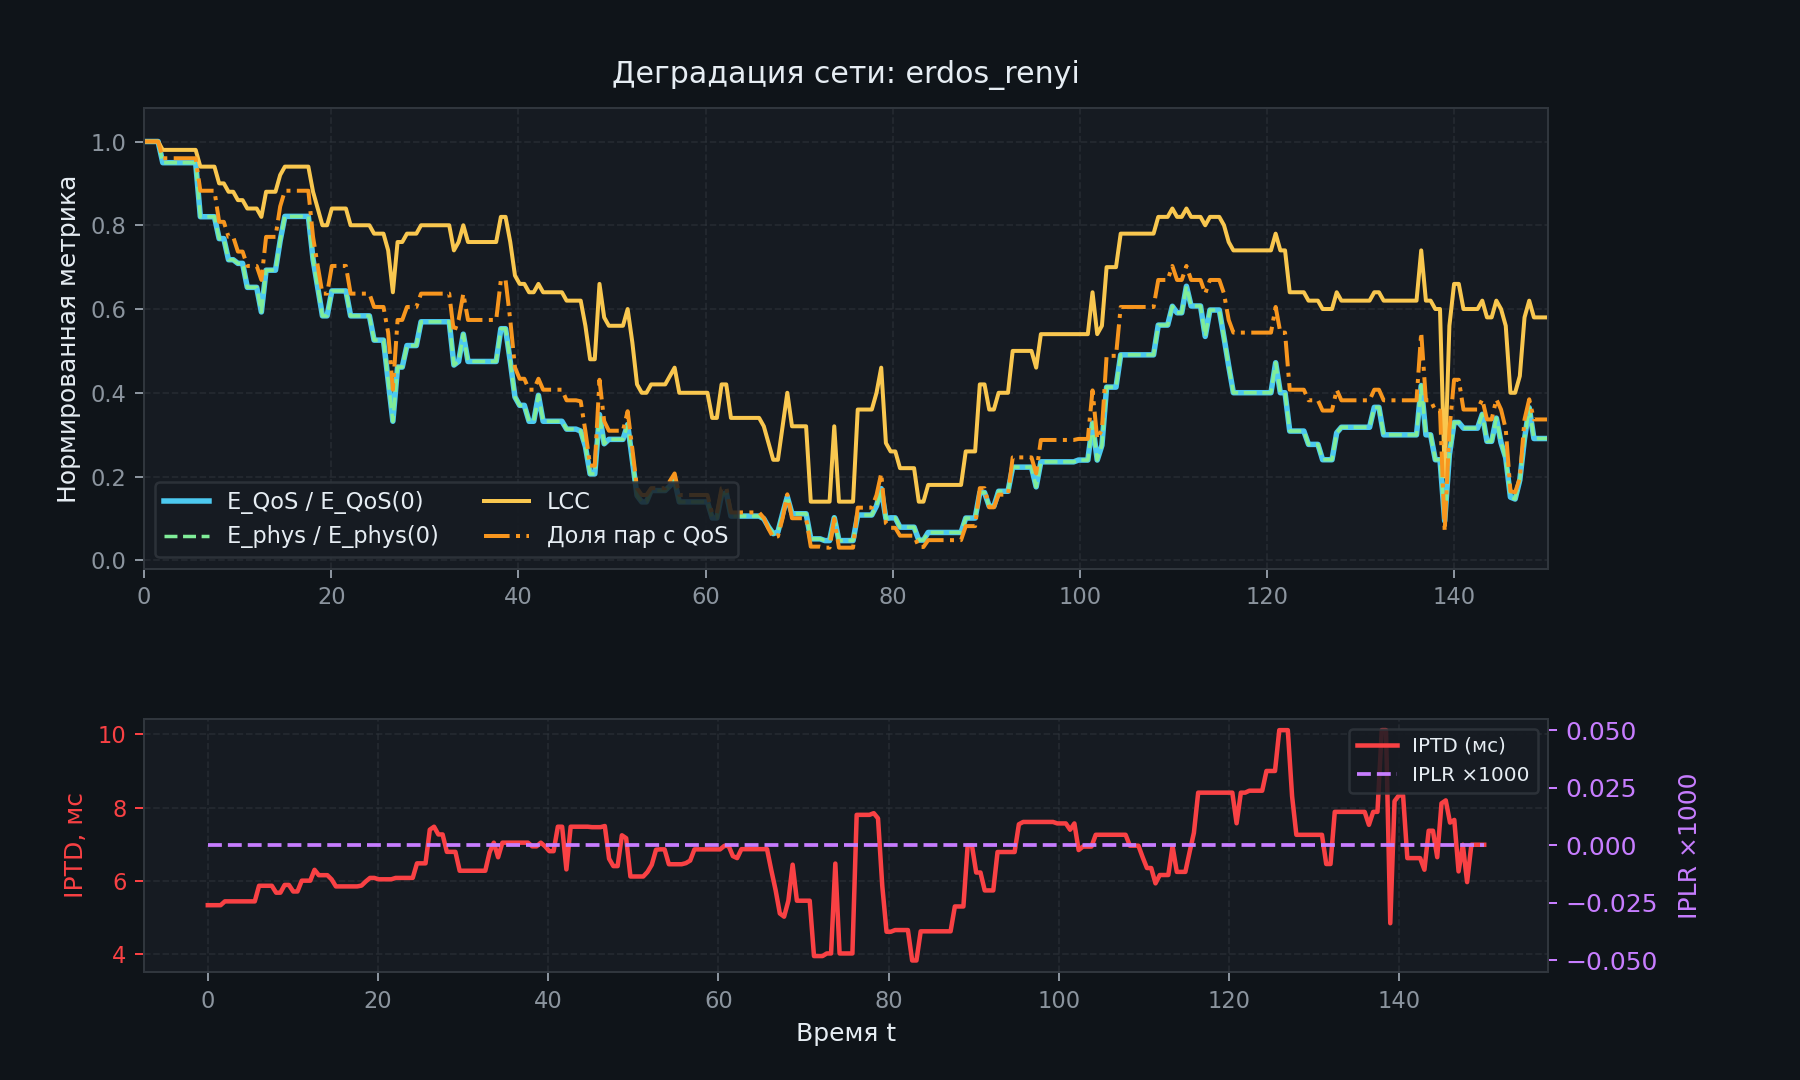 Деградация сети: erdos_renyi
Нормированная метрика
1.0
0.8
0.6
0.4
0.2
0.0
E_QoS / E_QoS(0)
E_phys / E_phys(0)
LCC
Доля пар с QoS
0 20 40 60 80 100 120 140
IPTD, мс
10
8
6
4
IPTD (мс)
IPLR ×1000
0.050
0.025
0.000
−0.025
−0.050
IPLR ×1000
0 20 40 60 80 100 120 140
Время t